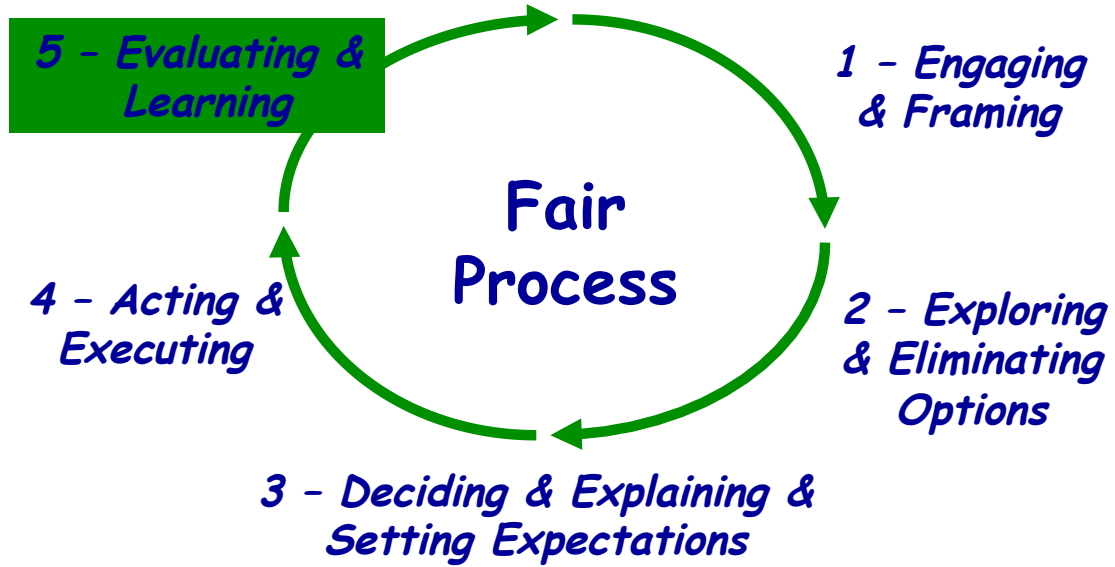 Fair
Process
1 – Engaging
& Framing
2 – Exploring
& Eliminating
Options
3 – Deciding & Explaining &
Setting Expectations
4 – Acting &
Executing
5 – Evaluating &
Learning